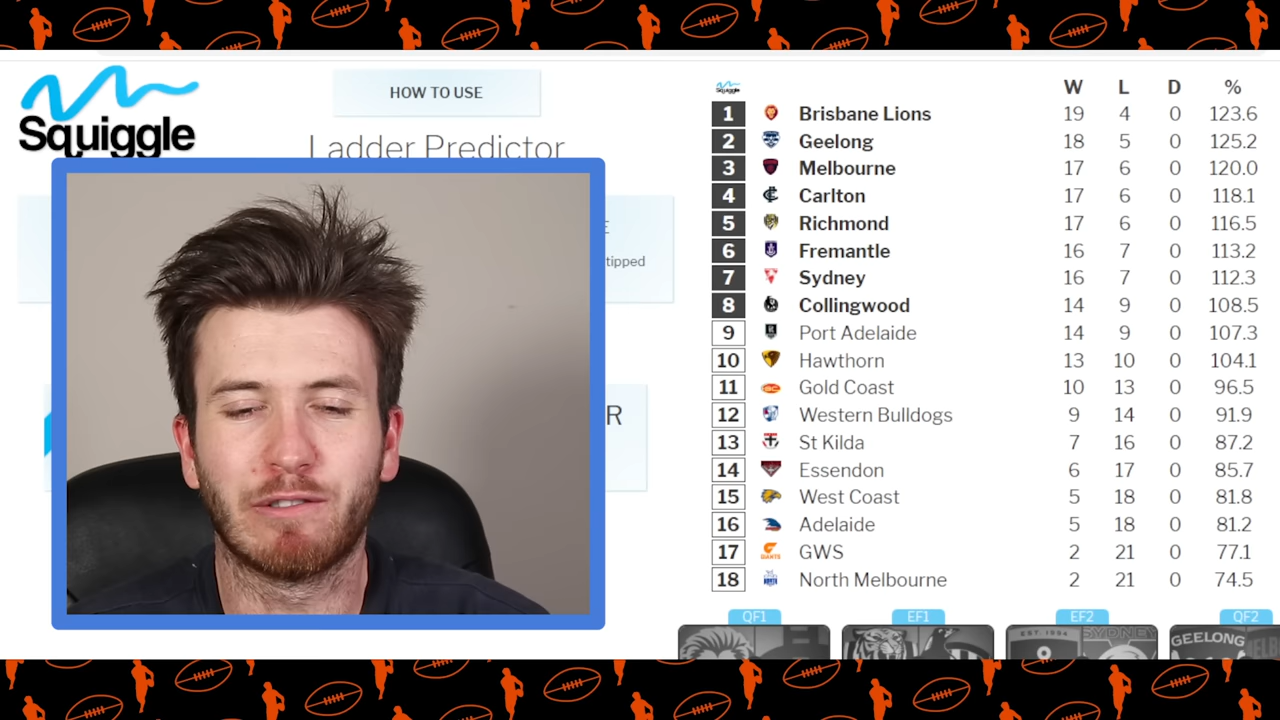 Squiggle
HOW TO USE
Ladder Predictor
tipped
R
Squiggle W L D %
1 Brisbane Lions 19 4 0 123.6
2 Geelong 18 5 0 125.2
3 Melbourne 17 6 0 120.0
4 Carlton 17 6 0 118.1
5 Richmond 17 6 0 116.5
6 Fremantle 16 7 0 113.2
7 Sydney 16 7 0 112.3
8 Collingwood 14 9 0 108.5
9 Port Adelaide 14 9 0 107.3
10 Hawthorn 13 10 0 104.1
11 Gold Coast 10 13 0 96.5
12 Western Bulldogs 9 14 0 91.9
13 St Kilda 7 16 0 87.2
14 Essendon 6 17 0 85.7
15 West Coast 5 18 0 81.8
16 Adelaide 5 18 0 81.2
17 GWS 2 21 0 77.1
18 North Melbourne 2 21 0 74.5
QF1 EF1 EF2 QF2
EST. 1994 SYDNEY GEELONG